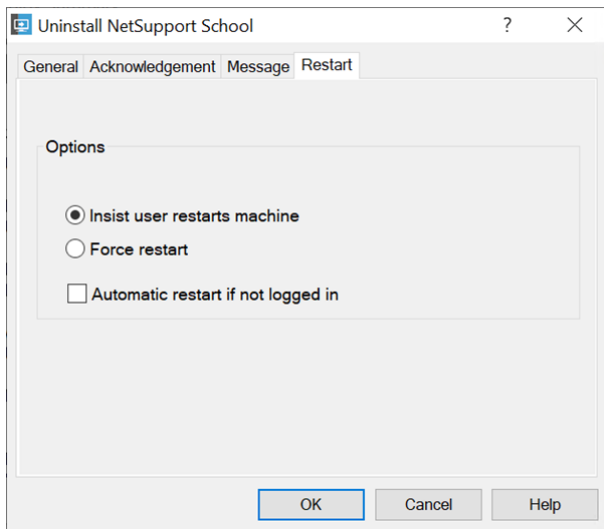 Uninstall NetSupport School
?
General Acknowledgement Message Restart
Options
Insist user restarts machine
Force restart
Automatic restart if not logged in
OK Cancel Help